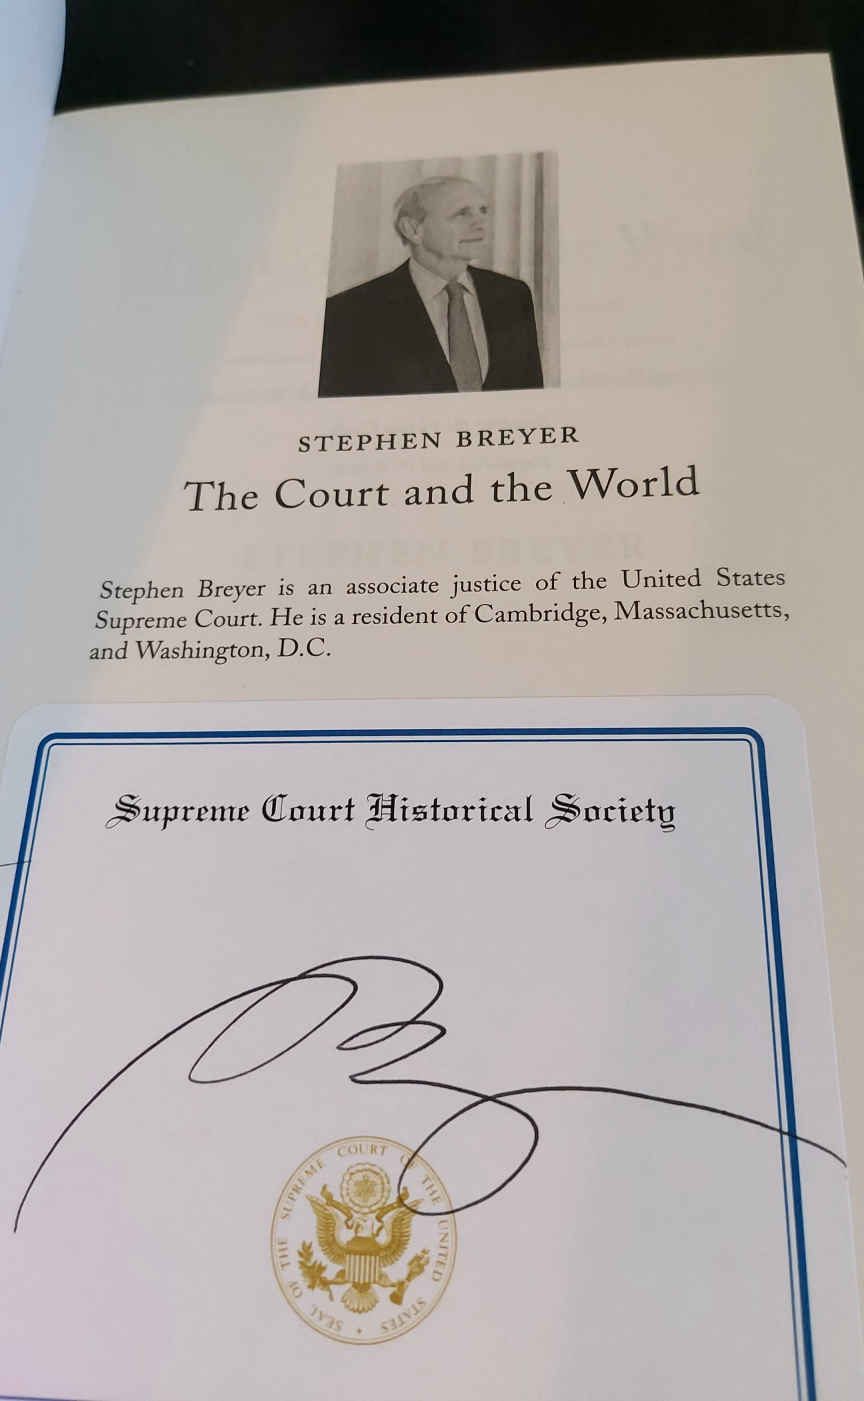 STEPHEN BREYER
The Court and the World
Stephen Breyer is an associate justice of the United States
Supreme Court. He is a resident of Cambridge, Massachusetts,
and Washington, D.C.
Supreme Court Historical Society
SEAL OF THE SUPREME COURT OF THE UNITED STATES